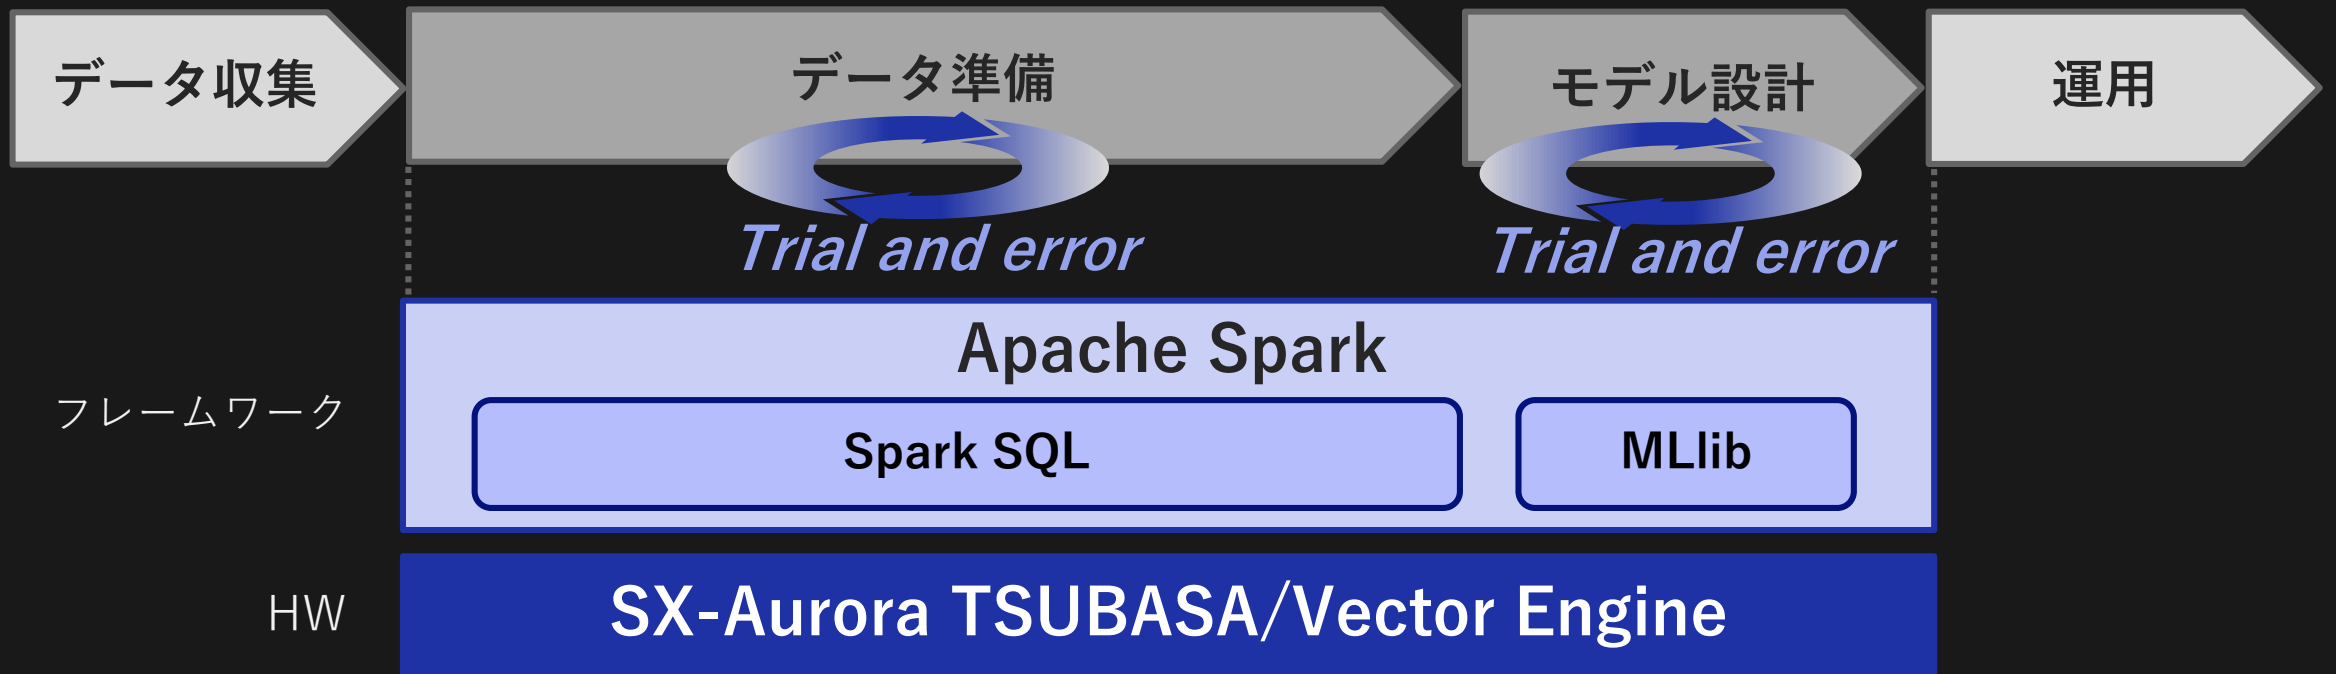 データ収集
データ準備
モデル設計
運用
Trial and error
Trial and error
Apache Spark
フレームワーク
Spark SQL
MLlib
HW
SX-Aurora TSUBASA/Vector Engine